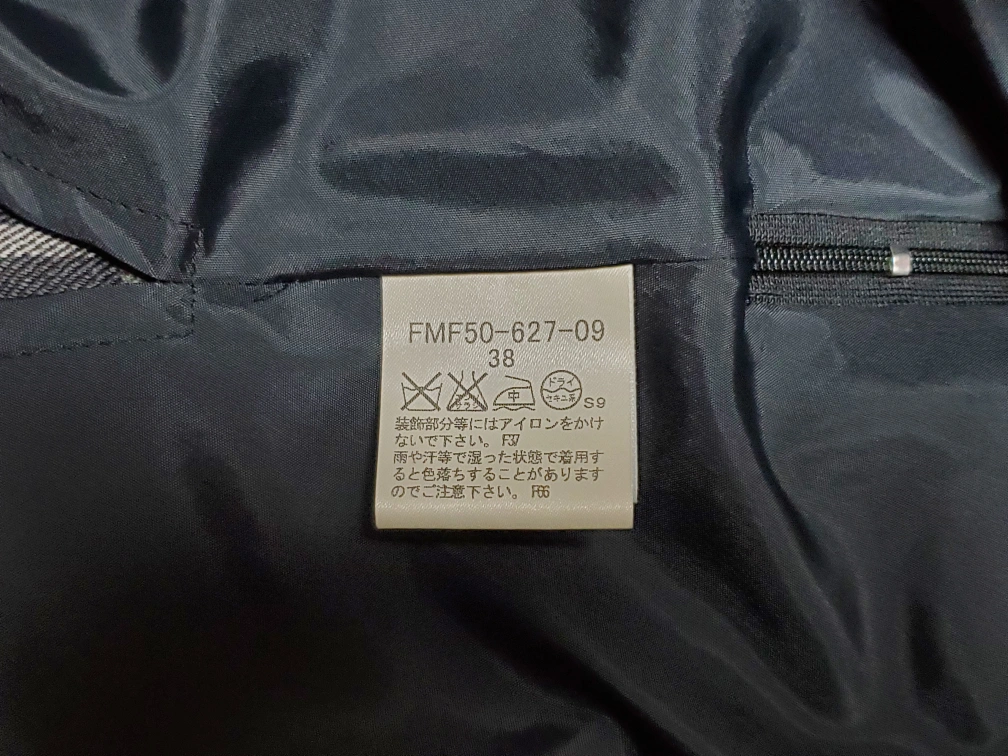 FMF50-627-09
38
中 ドライ
セキユ系 S9
装飾部分等にはアイロンをかけ
ないで下さい。 F37
雨や汗等で湿った状態で着用す
ると色落ちすることがあります
のでご注意下さい。 F66